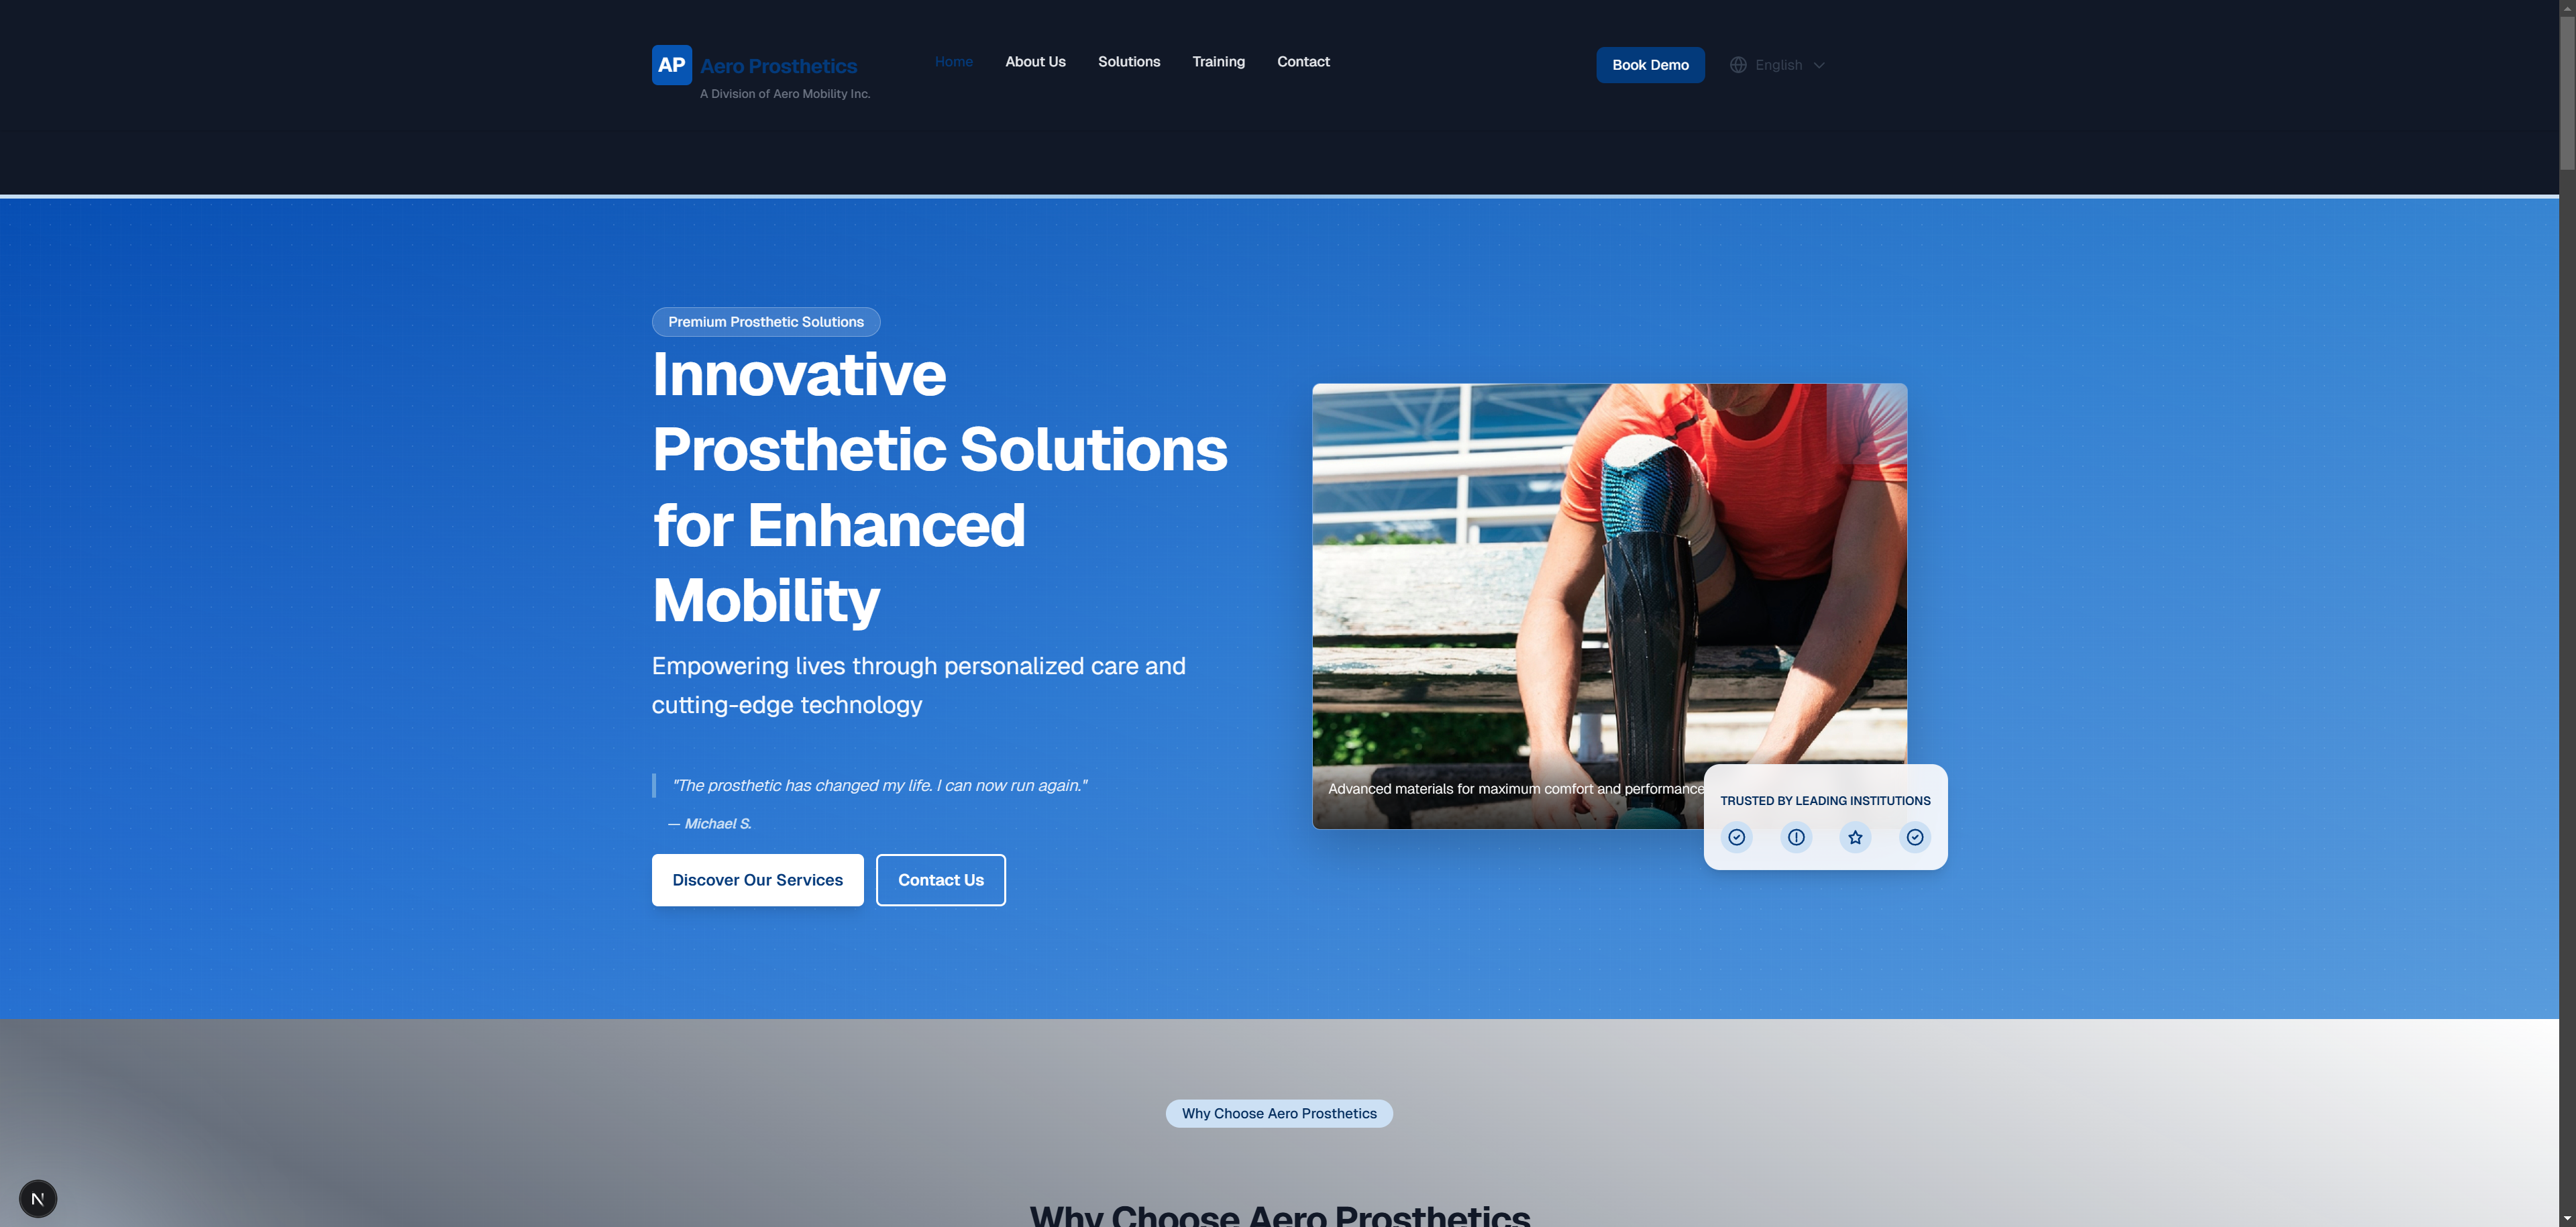 AP Aero Prosthetics
A Division of Aero Mobility Inc.
Home About Us Solutions Training Contact
Book Demo English
Premium Prosthetic Solutions
Innovative
Prosthetic Solutions
for Enhanced
Mobility
Empowering lives through personalized care and
cutting-edge technology
"The prosthetic has changed my life. I can now run again."
— Michael S.
Discover Our Services Contact Us
Advanced materials for maximum comfort and performance
TRUSTED BY LEADING INSTITUTIONS
Why Choose Aero Prosthetics
Why Choose Aero Prosthetics
N